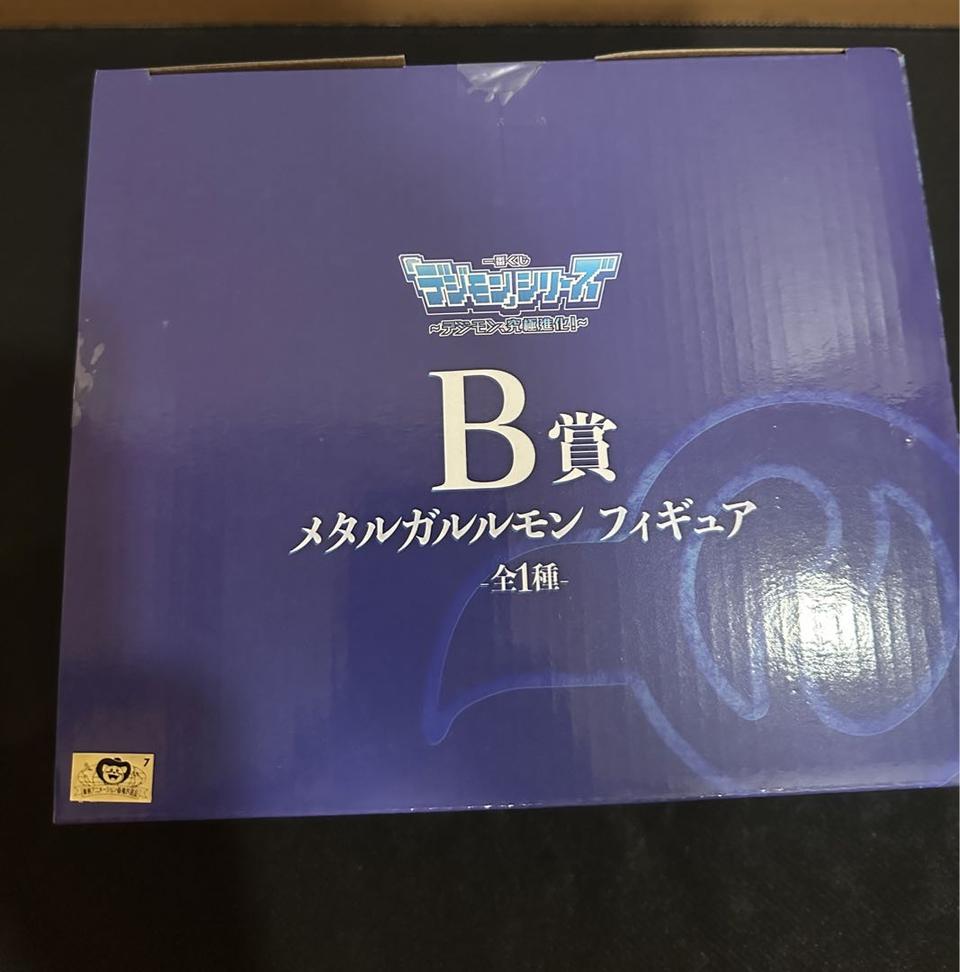 一番くじ
「デジモン」シリーズ
～デジモン、究極進化!～
B賞
メタルガルルモン フィギュア
-全1種-
7